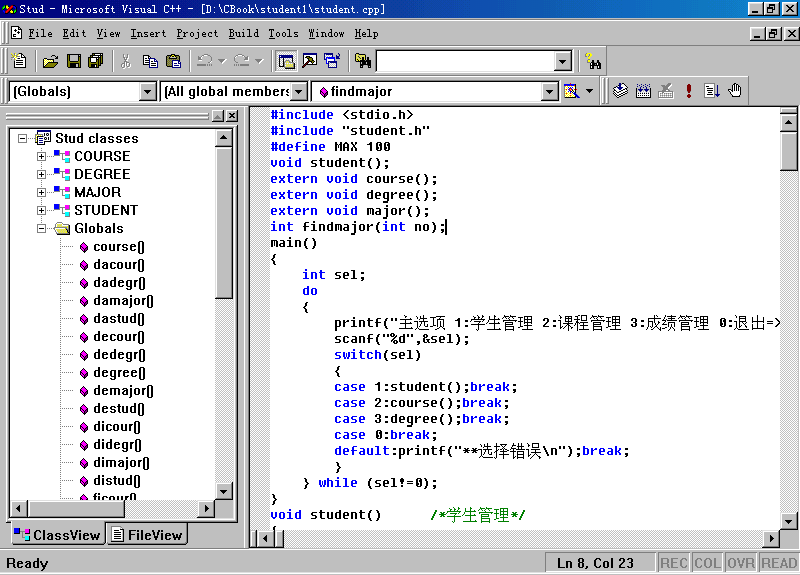 Stud - Microsoft Visual C++ - [D:\CBook\student1\student.cpp]
File Edit View Insert Project Build Tools Window Help
(Globals) (All global members findmajor
Stud classes
COURSE
DEGREE
MAJOR
STUDENT
Globals
course()
dacour()
dadegr()
damajor()
dastud()
decour()
dedegr()
degree()
demajor()
destud()
dicour()
didegr()
dimajor()
distud()
ficour()
ClassView FileView
#include <stdio.h>
#include "student.h"
#define MAX 100
void student();
extern void course();
extern void degree();
extern void major();
int findmajor(int no);
main()
{
int sel;
do
{
printf("主选项 1:学生管理 2:课程管理 3:成绩管理 0:退出=>
scanf("%d",&sel);
switch(sel)
{
case 1:student();break;
case 2:course();break;
case 3:degree();break;
case 0:break;
default:printf("**选择错误\n");break;
}
} while (sel!=0);
}
void student() /*学生管理*/
{
Ready Ln 8, Col 23 REC COL OVR READ